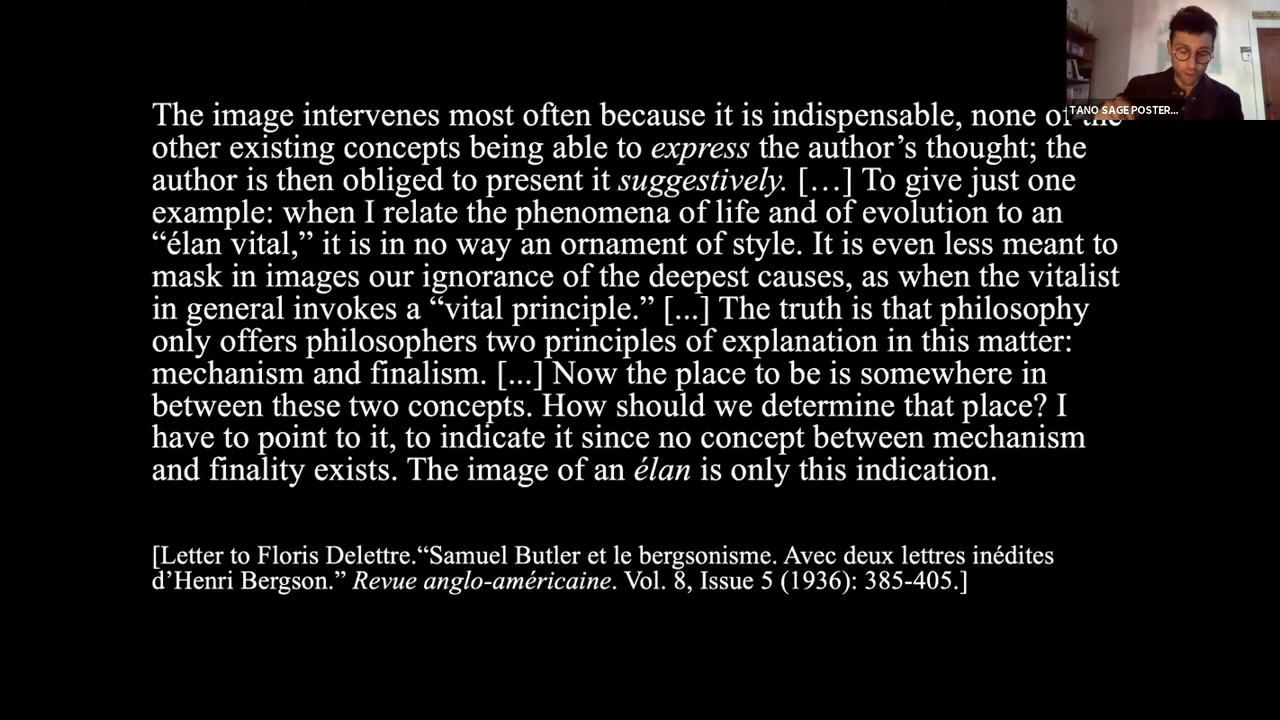 The image intervenes most often because it is indispensable, none of the
other existing concepts being able to express the author’s thought; the
author is then obliged to present it suggestively. […] To give just one
example: when I relate the phenomena of life and of evolution to an
“élan vital,” it is in no way an ornament of style. It is even less meant to
mask in images our ignorance of the deepest causes, as when the vitalist
in general invokes a “vital principle.” [...] The truth is that philosophy
only offers philosophers two principles of explanation in this matter:
mechanism and finalism. [...] Now the place to be is somewhere in
between these two concepts. How should we determine that place? I
have to point to it, to indicate it since no concept between mechanism
and finality exists. The image of an élan is only this indication.
[Letter to Floris Delettre.“Samuel Butler et le bergsonisme. Avec deux lettres inédites
d’Henri Bergson.” Revue anglo-américaine. Vol. 8, Issue 5 (1936): 385-405.]
TANO SAGE POSTER...